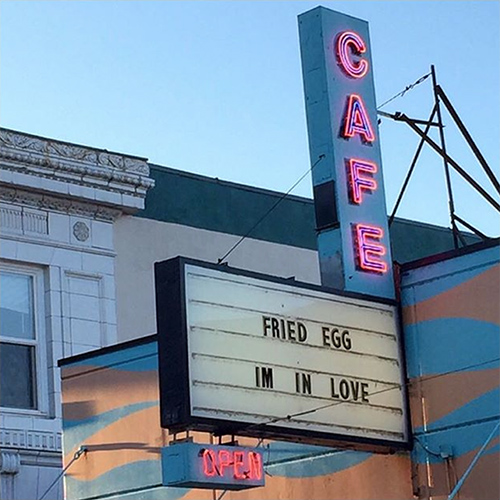 CAFE
FRIED EGG
IM IN LOVE
OPEN